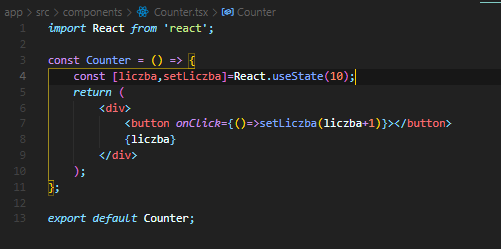 app > src > components > Counter.tsx > Counter
1 import React from 'react';
2
3 const Counter = () => {
4     const [liczba,setLiczba]=React.useState(10);
5     return (
6         <div>
7             <button onClick={()=>setLiczba(liczba+1)}></button>
8             {liczba}
9         </div>
10     );
11 };
12
13 export default Counter;